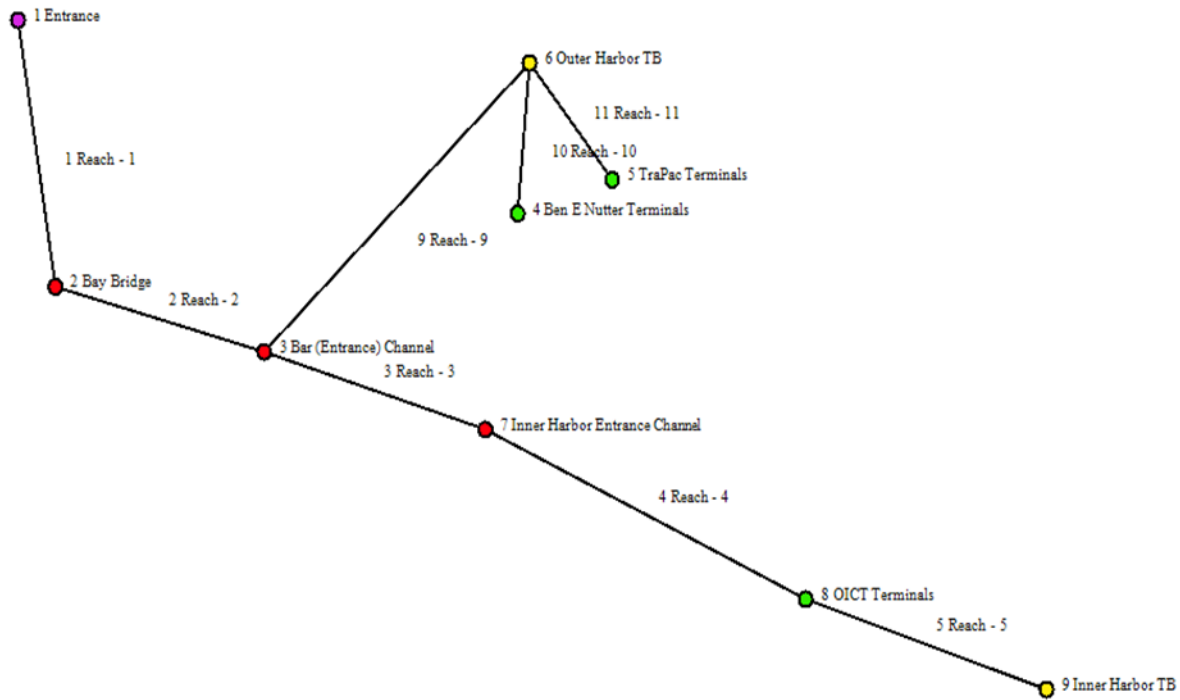 1 Entrance
6 Outer Harbor TB
11 Reach - 11
10 Reach - 10
1 Reach - 1
5 TraPac Terminals
4 Ben E Nutter Terminals
9 Reach - 9
2 Bay Bridge
2 Reach - 2
3 Bar (Entrance) Channel
3 Reach - 3
7 Inner Harbor Entrance Channel
4 Reach - 4
8 OICT Terminals
5 Reach - 5
9 Inner Harbor TB